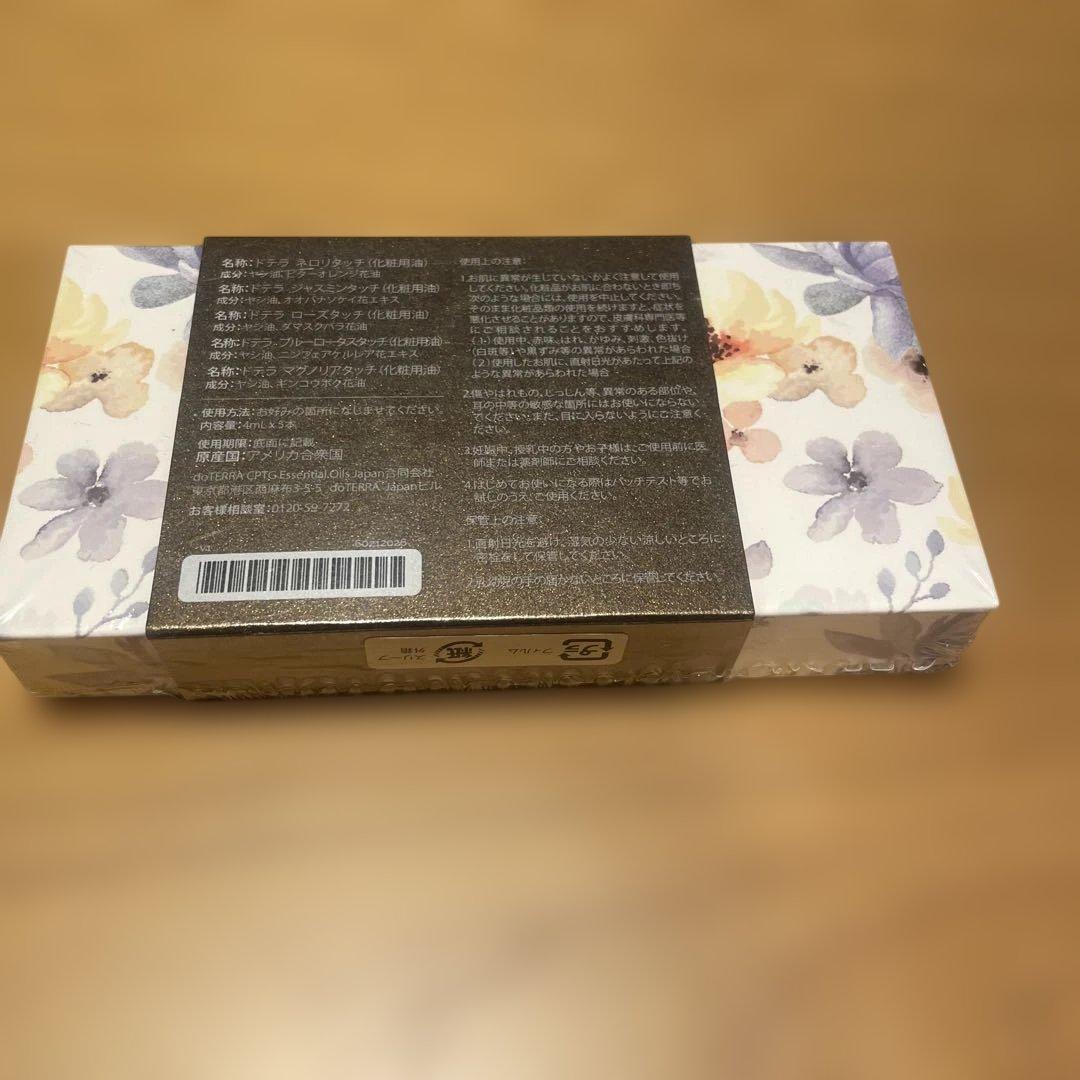 名称:ドテラ ネロリタッチ(化粧用油)
成分:ヤシ油, ビターオレンジ花油
名称:ドテラ ジャスミンタッチ(化粧用油)
成分:ヤシ油, オオバナソケイ花エキス
名称:ドテラ ローズタッチ(化粧用油)
成分:ヤシ油, ダマスクバラ花油
名称:ドテラ ブルーロータスタッチ(化粧用油)
成分:ヤシ油, ニンフェアケルレア花エキス
名称:ドテラ マグノリアタッチ(化粧用油)
成分:ヤシ油, キンコウボク花油
使用方法:お好みの箇所になじませてください。
内容量:4mL x 5本
使用期限:底面に記載
原産国:アメリカ合衆国
doTERRA CPTG Essential Oils Japan合同会社
東京都港区西麻布3-5-5 doTERRA Japanビル
お客様相談室:0120-59-7272
V1 60212026
使用上の注意:
1.お肌に異常が生じていないかよく注意して使用
してください。化粧品がお肌に合わないとき即ち
次のような場合には、使用を中止してください。
そのまま化粧品類の使用を続けますと、症状を
悪化させることがありますので、皮膚科専門医等
にご相談されることをおすすめします。
(1)使用中、赤味、はれ、かゆみ、刺激、色抜け
(白斑等)や黒ずみ等の異常があらわれた場合
(2)使用したお肌に、直射日光があたって上記の
ような異常があらわれた場合
2.傷やはれもの、しっしん等、異常のある部位や、
耳の中等の敏感な箇所にはお使いにならない
でください。また、目に入らないようにご注意く
ださい。
3.妊娠中、授乳中の方やお子様は、ご使用前に医
師または薬剤師にご相談ください。
4.はじめてお使いになる際はパッチテスト等でお
試しのうえ、ご使用ください。
保管上の注意:
1.直射日光を避け、湿気の少ない涼しいところに
密栓をして保管してください。
2.乳幼児の手の届かないところに保管してください。
プラ
フィルム
紙
スリーブ
外箱